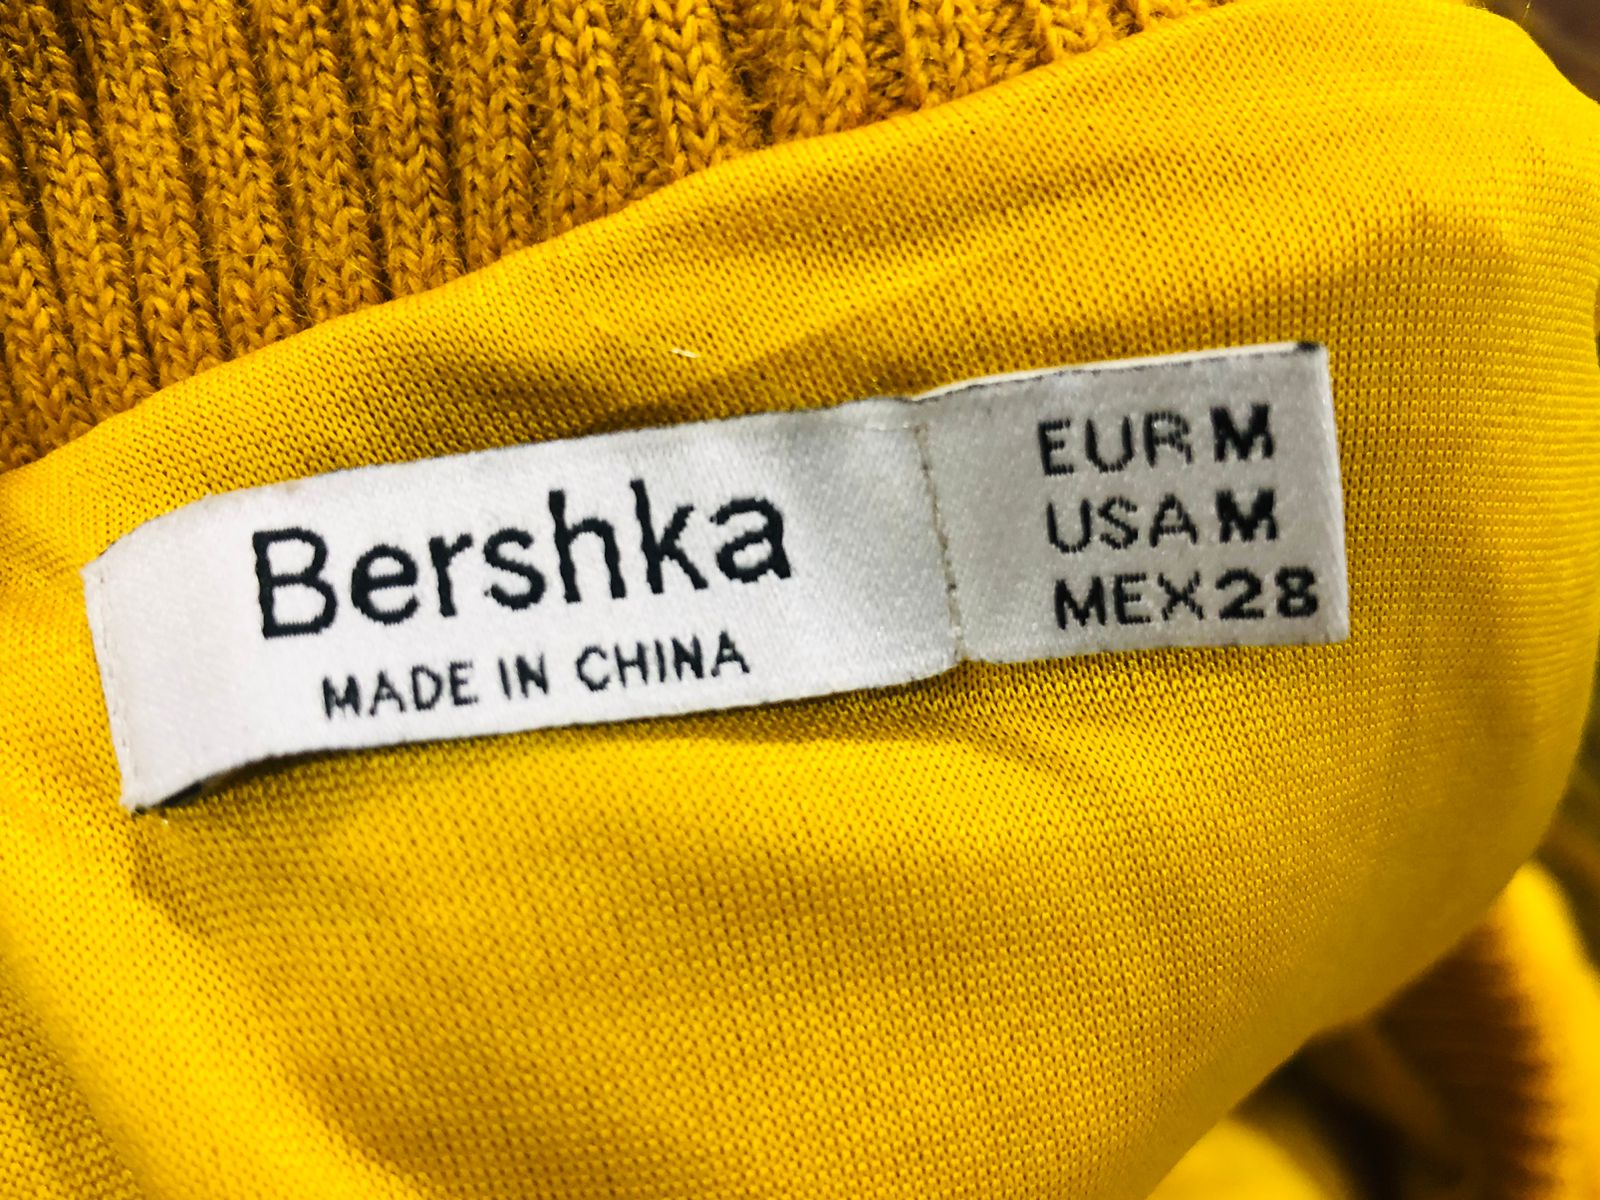 Bershka
MADE IN CHINA
EUR M
USA M
MEX 28